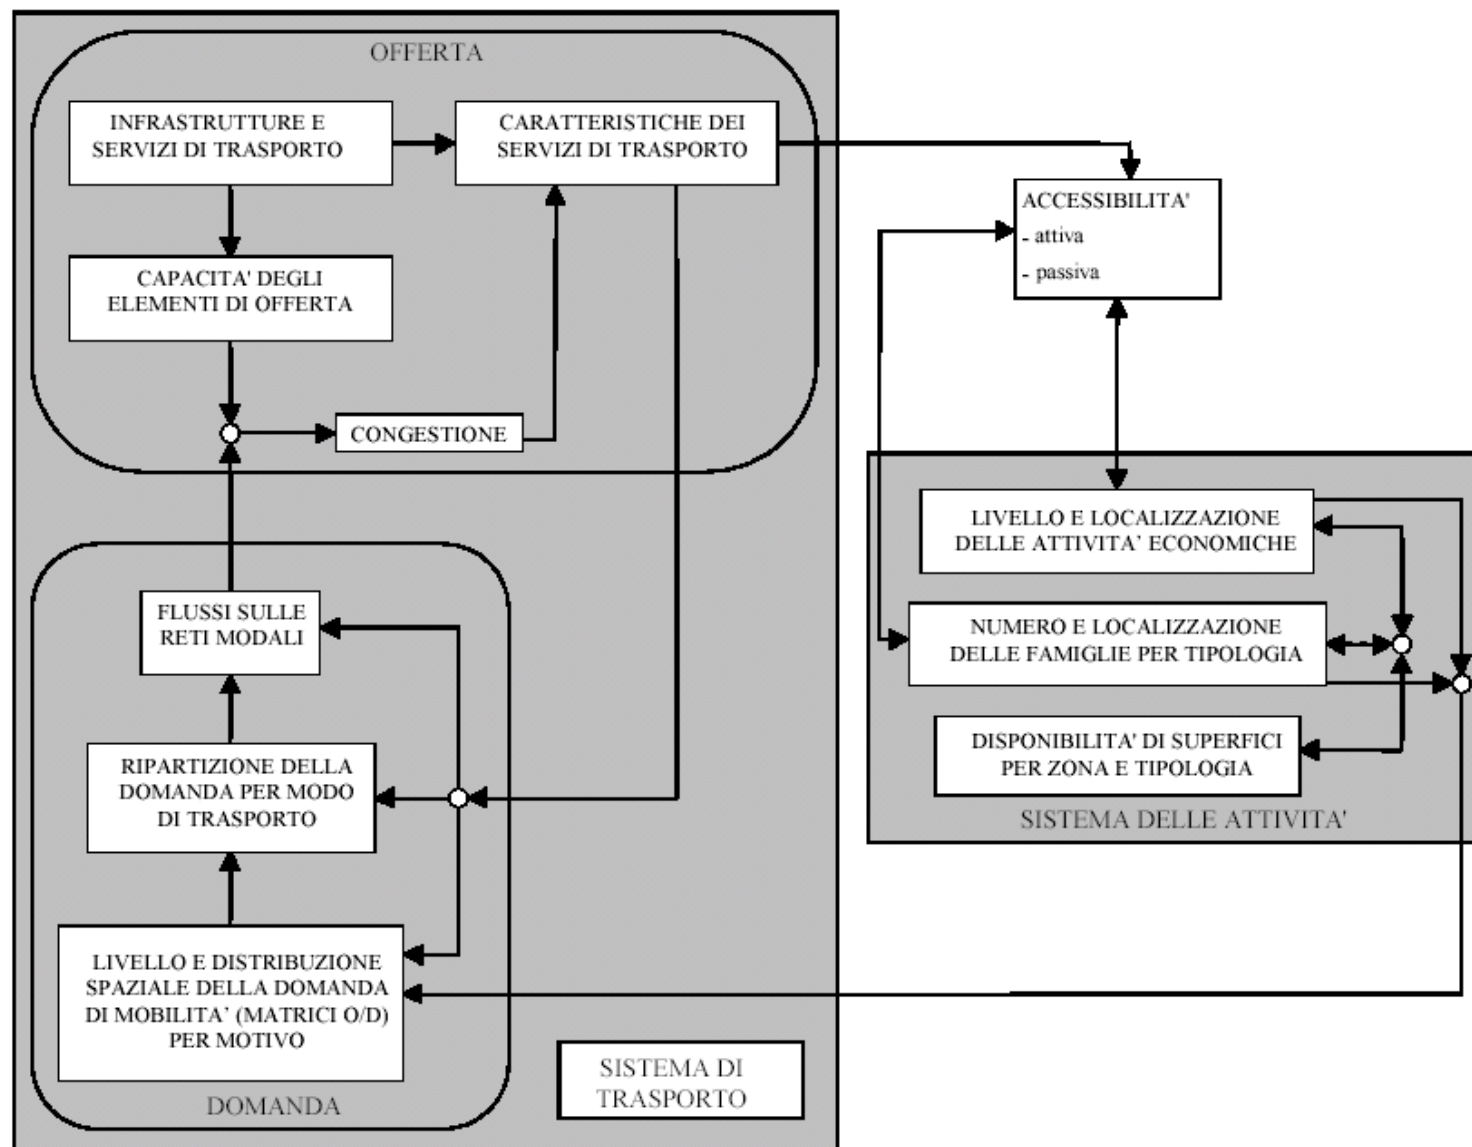 OFFERTA
INFRASTRUTTURE E
SERVIZI DI TRASPORTO
CARATTERISTICHE DEI
SERVIZI DI TRASPORTO
CAPACITA' DEGLI
ELEMENTI DI OFFERTA
CONGESTIONE
ACCESSIBILITA'
- attiva
- passiva
FLUSSI SULLE
RETI MODALI
RIPARTIZIONE DELLA
DOMANDA PER MODO
DI TRASPORTO
LIVELLO E DISTRIBUZIONE
SPAZIALE DELLA DOMANDA
DI MOBILITA' (MATRICI O/D)
PER MOTIVO
DOMANDA
SISTEMA DI
TRASPORTO
LIVELLO E LOCALIZZAZIONE
DELLE ATTIVITA' ECONOMICHE
NUMERO E LOCALIZZAZIONE
DELLE FAMIGLIE PER TIPOLOGIA
DISPONIBILITA' DI SUPERFICI
PER ZONA E TIPOLOGIA
SISTEMA DELLE ATTIVITA'